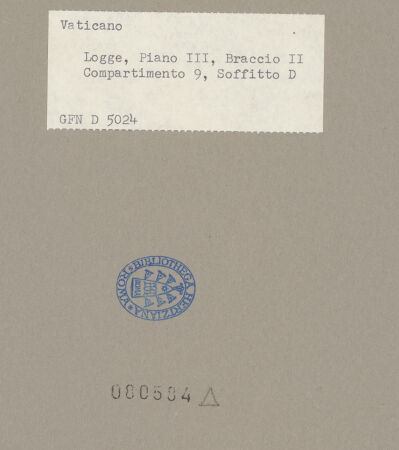 Vaticano
Logge, Piano III, Braccio II
Compartimento 9, Soffitto D
GFN D 5024
BIBLIOTHECA HERTZIANA ROMA
080584